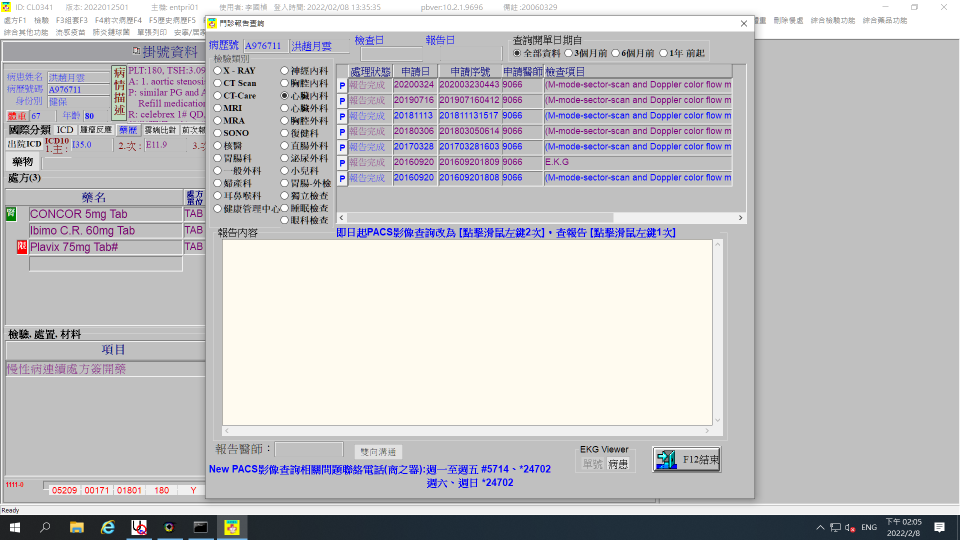 ID: CL0341 版本: 2022012501 主機: entpri01 使用者: 李國楨 登入時間: 2022/02/08 13:35:35 pbver:10.2.1.9696 備註 :20060329
處方F1 檢驗 F3組套F3 F4前次病歷F4 F5歷史病歷F5 刪除餐處 綜合檢驗功能 綜合藥品功能
綜合其他功能 流感疫苗 肺炎鏈球菌 單張列印
門診報告查詢
掛號資料
病患姓名 洪趙月雲
病歷號碼 A976711
身份別 健保
體重 67 年齡 80
病情描述
PLT:180, TSH:3.09
A: 1. aortic stenosis
P: similar PG and A
Refill medication
R: celebrex 1# QD.
國際分類 ICD 腫瘤反應 藥歷 雲端比對 前次輔
出院ICD ICD10 1.主: I35.0 2.次: E11.9 3.次
藥物
處方(3)
藥名 處方單位
腎 CONCOR 5mg Tab TAB
Ibimo C.R. 60mg Tab TAB
限 Plavix 75mg Tab# TAB
檢驗, 處置, 材料
項目
慢性病連續處方簽開藥
1111-0 05209 00171 01801 180 Y
Ready
病歷號 A976711 洪趙月雲 檢查日 報告日
查詢開單日期自
全部資料 3個月前 6個月前 1年 前起
檢驗類別
X - RAY 神經內科
CT Scan 胸腔內科
CT-Care 心臟內科
MRI 心臟外科
MRA 胸腔外科
SONO 復健科
核醫 直腸外科
胃腸科 泌尿外科
一般外科 小兒科
婦產科 胃腸-外檢
耳鼻喉科 獨立檢查
健康管理中心 睡眠檢查
眼科檢查
處理狀態 申請日 申請序號 申請醫師 檢查項目
P 報告完成 20200324 202003230443 9066 (M-mode-sector-scan and Doppler color flow m
P 報告完成 20190716 201907160412 9066 (M-mode-sector-scan and Doppler color flow m
P 報告完成 20181113 201811131517 9066 (M-mode-sector-scan and Doppler color flow m
P 報告完成 20180306 201803050614 9066 (M-mode-sector-scan and Doppler color flow m
P 報告完成 20170328 201703281603 9066 (M-mode-sector-scan and Doppler color flow m
P 報告完成 20160920 201609201809 9066 E.K.G
P 報告完成 20160920 201609201808 9066 (M-mode-sector-scan and Doppler color flow m
報告內容
即日起PACS影像查詢改為 [點擊滑鼠左鍵2次]，查報告 [點擊滑鼠左鍵1次]
報告醫師：
雙向溝通
EKG Viewer
單號 病患
F12結束
New PACS影像查詢相關問題聯絡電話(商之器):週一至週五 #5714、*24702
週六、週日 *24702
ENG
下午 02:05
2022/2/8